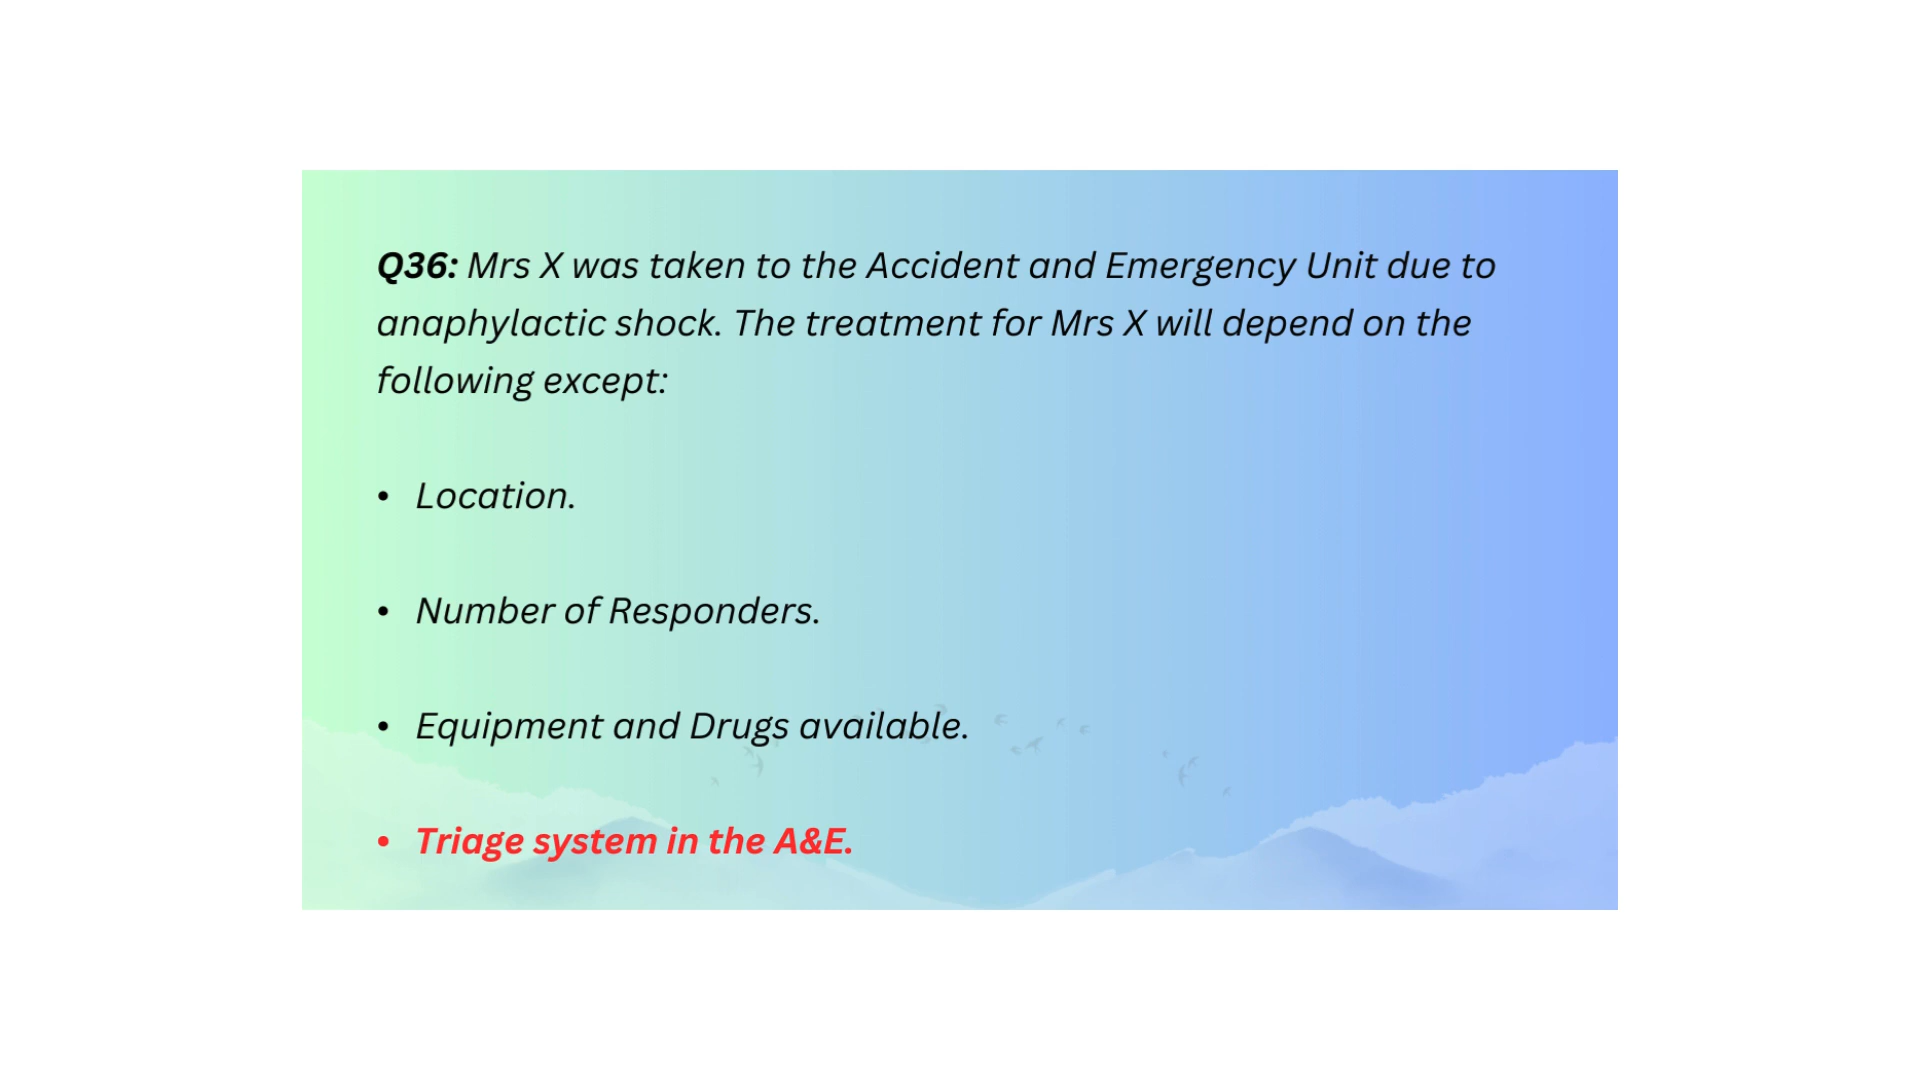 Q36: Mrs X was taken to the Accident and Emergency Unit due to
anaphylactic shock. The treatment for Mrs X will depend on the
following except:
• Location.
• Number of Responders.
• Equipment and Drugs available.
• Triage system in the A&E.